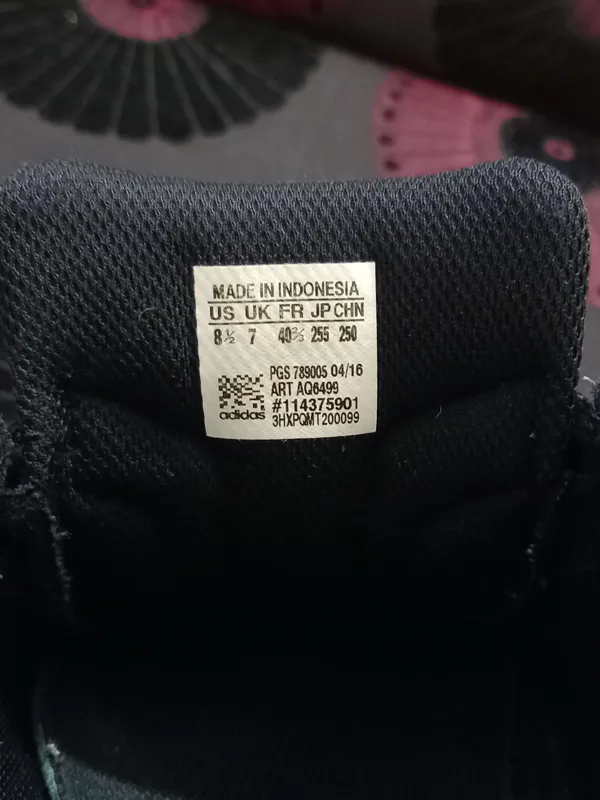 MADE IN INDONESIA
US UK FR JP CHN
8½ 7 40⅔ 255 250
PGS 789005 04/16
ART AQ6499
#114375901
adidas
3HXPQMT200099